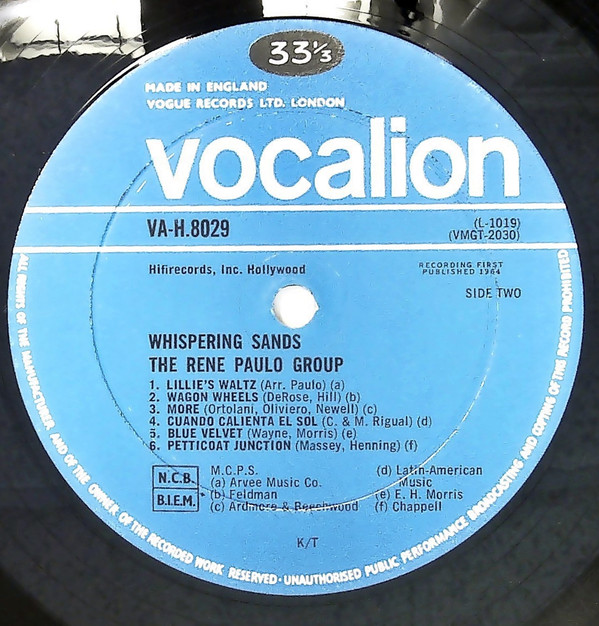 33⅓
MADE IN ENGLAND
VOGUE RECORDS LTD. LONDON
vocalion
VA-H.8029
(L-1019)
(VMGT-2030)
Hifirecords, Inc. Hollywood
RECORDING FIRST
PUBLISHED 1964
SIDE TWO
WHISPERING SANDS
THE RENE PAULO GROUP
1. LILLIE'S WALTZ (Arr. Paulo) (a)
2. WAGON WHEELS (DeRose, Hill) (b)
3. MORE (Ortolani, Oliviero, Newell) (c)
4. CUANDO CALIENTA EL SOL (C. & M. Rigual) (d)
5. BLUE VELVET (Wayne, Morris) (e)
6. PETTICOAT JUNCTION (Massey, Henning) (f)
N.C.B.
B.I.E.M.
M.C.P.S.
(a) Arvee Music Co.
(b) Feldman
(c) Ardmore & Beechwood
(d) Latin-American
Music
(e) E. H. Morris
(f) Chappell
K/T
ALL RIGHTS OF THE MANUFACTURER AND OF THE OWNER OF THE RECORDED WORK RESERVED · UNAUTHORISED PUBLIC PERFORMANCE BROADCASTING AND COPYING OF THIS RECORD PROHIBITED